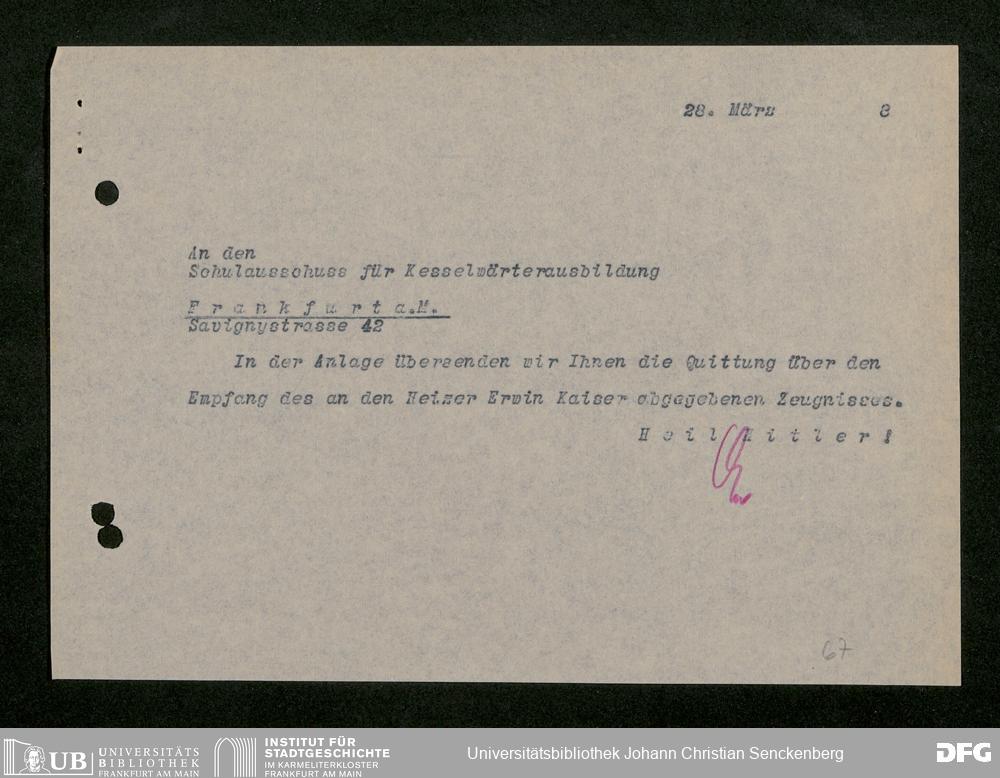 28. März 8
An den
Schulausschuss für Kesselwärterausbildung
F r a n k f u r t a.M.
Savignystrasse 42
In der Anlage übersenden wir Ihnen die Quittung über den
Empfang des an den Heizer Erwin Kaiser abgegebenen Zeugnisses.
H e i l H i t l e r !
67
UB UNIVERSITÄTS
BIBLIOTHEK
FRANKFURT AM MAIN
INSTITUT FÜR
STADTGESCHICHTE
IM KARMELITERKLOSTER
FRANKFURT AM MAIN
Universitätsbibliothek Johann Christian Senckenberg
DFG